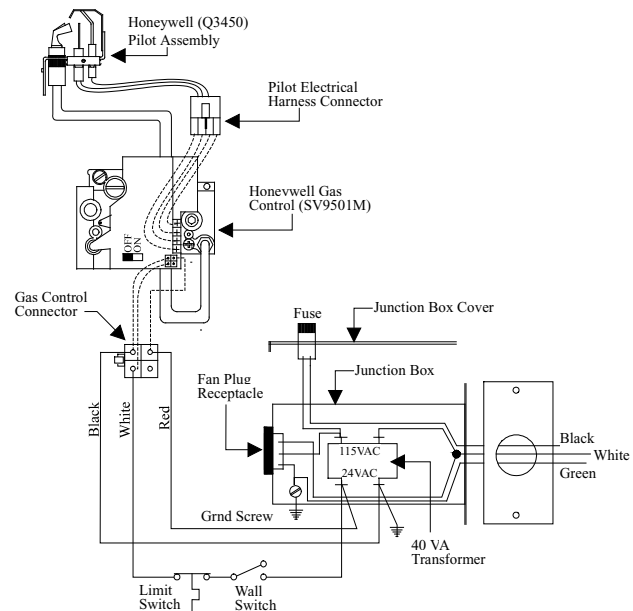 Honeywell (Q3450)
Pilot Assembly
Pilot Electrical
Harness Connector
Honevwell Gas
Control (SV9501M)
OFF
ON
Gas Control
Connector
Fuse
Junction Box Cover
Junction Box
Fan Plug
Receptacle
Black
White
Red
115VAC
24VAC
Black
White
Green
Grnd Screw
40 VA
Transformer
Limit
Switch
Wall
Switch